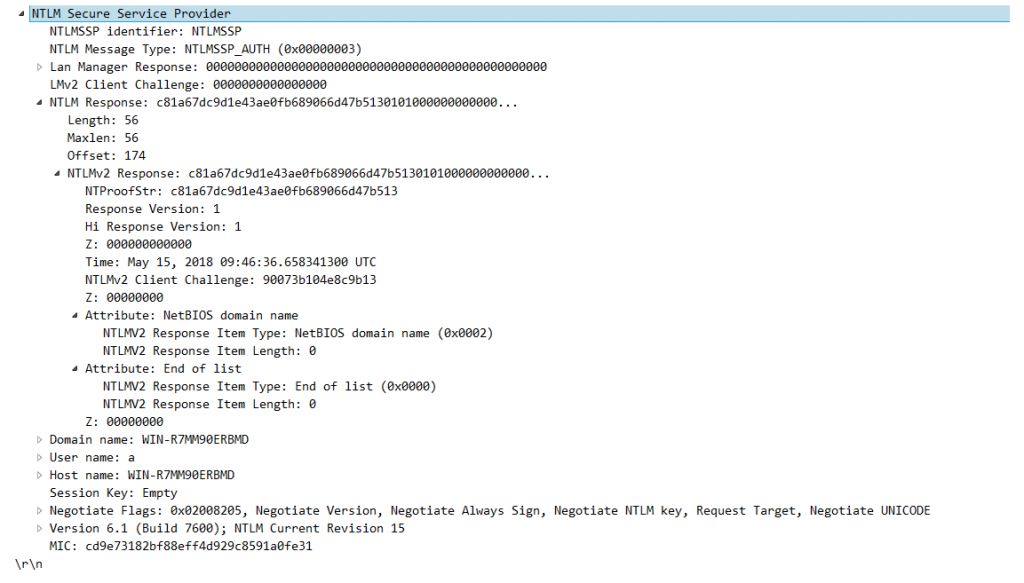 NTLM Secure Service Provider
NTLMSSP identifier: NTLMSSP
NTLM Message Type: NTLMSSP_AUTH (0x00000003)
Lan Manager Response: 000000000000000000000000000000000000000000000000
LMv2 Client Challenge: 0000000000000000
NTLM Response: c81a67dc9d1e43ae0fb689066d47b5130101000000000000...
Length: 56
Maxlen: 56
Offset: 174
NTLMv2 Response: c81a67dc9d1e43ae0fb689066d47b5130101000000000000...
NTProofStr: c81a67dc9d1e43ae0fb689066d47b513
Response Version: 1
Hi Response Version: 1
Z: 000000000000
Time: May 15, 2018 09:46:36.658341300 UTC
NTLMv2 Client Challenge: 90073b104e8c9b13
Z: 00000000
Attribute: NetBIOS domain name
NTLMV2 Response Item Type: NetBIOS domain name (0x0002)
NTLMV2 Response Item Length: 0
Attribute: End of list
NTLMV2 Response Item Type: End of list (0x0000)
NTLMV2 Response Item Length: 0
Z: 00000000
Domain name: WIN-R7MM90ERBMD
User name: a
Host name: WIN-R7MM90ERBMD
Session Key: Empty
Negotiate Flags: 0x02008205, Negotiate Version, Negotiate Always Sign, Negotiate NTLM key, Request Target, Negotiate UNICODE
Version 6.1 (Build 7600); NTLM Current Revision 15
MIC: cd9e73182bf88eff4d929c8591a0fe31
\r\n